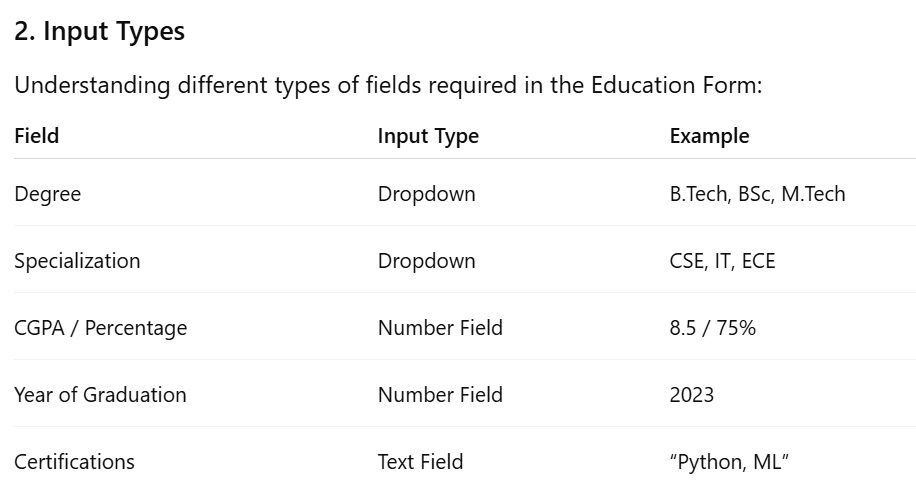 2. Input Types
Understanding different types of fields required in the Education Form:
Field Input Type Example
Degree Dropdown B.Tech, BSc, M.Tech
Specialization Dropdown CSE, IT, ECE
CGPA / Percentage Number Field 8.5 / 75%
Year of Graduation Number Field 2023
Certifications Text Field “Python, ML”